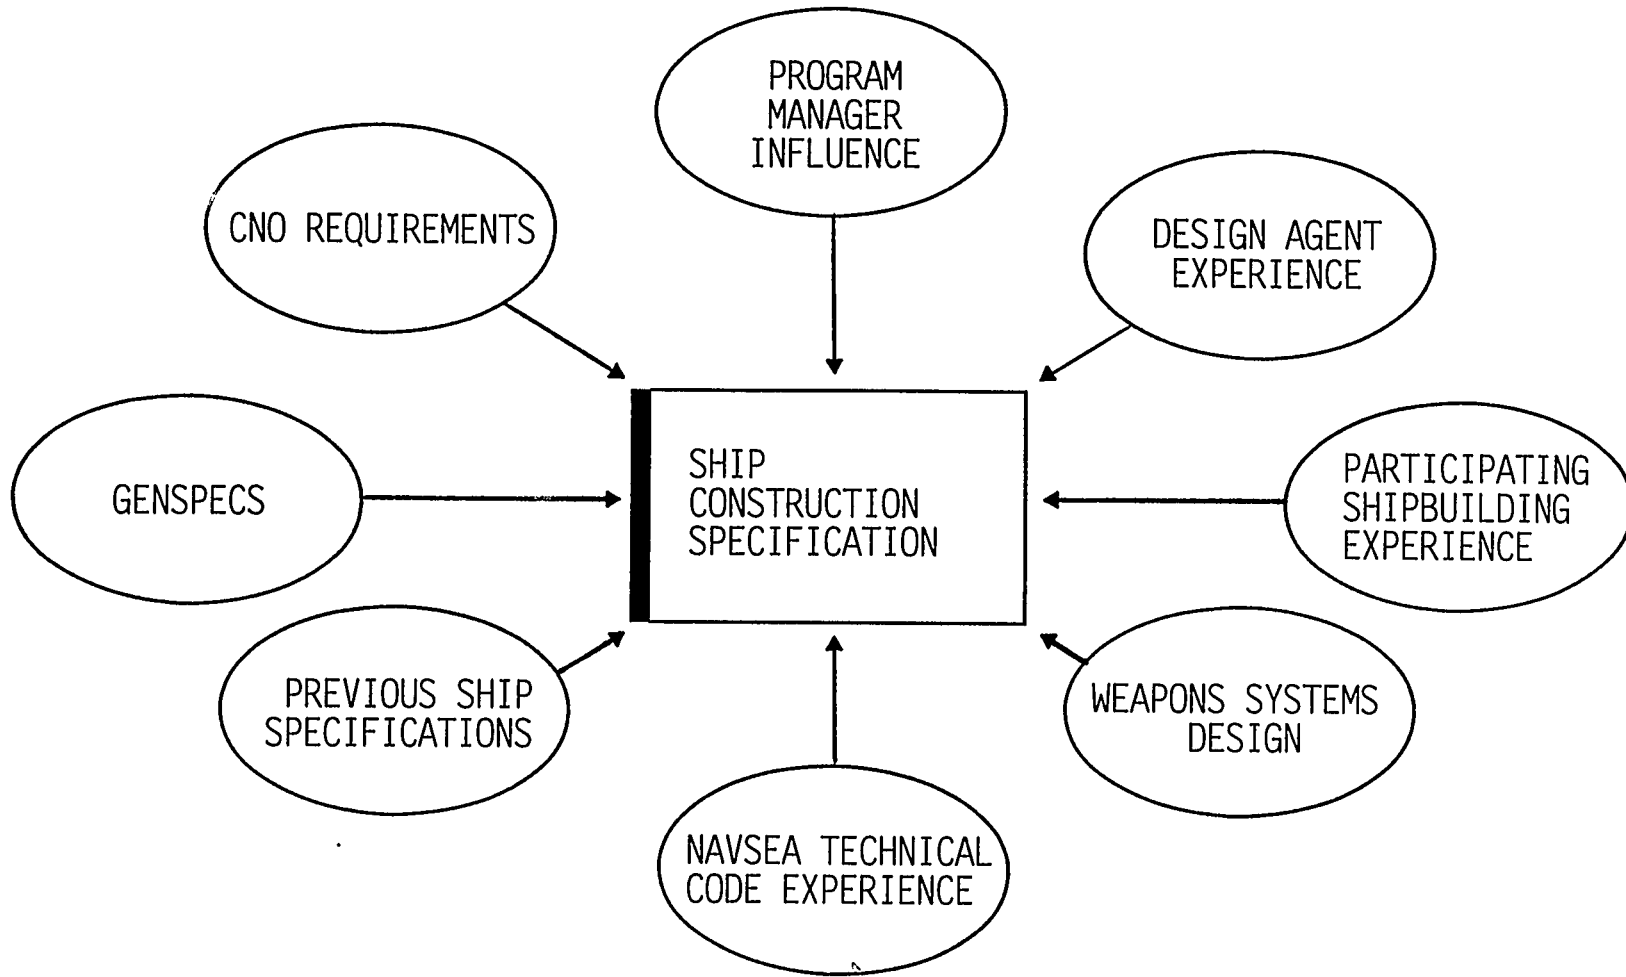 PROGRAM
MANAGER
INFLUENCE
CNO REQUIREMENTS
DESIGN AGENT
EXPERIENCE
GENSPECS
SHIP
CONSTRUCTION
SPECIFICATION
PARTICIPATING
SHIPBUILDING
EXPERIENCE
PREVIOUS SHIP
SPECIFICATIONS
WEAPONS SYSTEMS
DESIGN
NAVSEA TECHNICAL
CODE EXPERIENCE